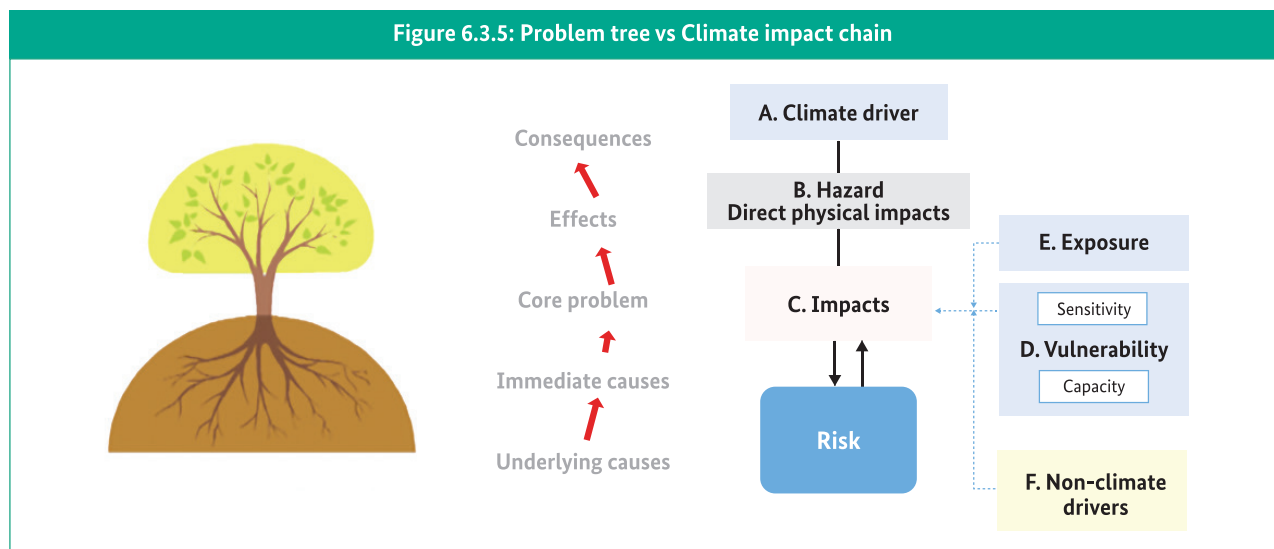 Figure 6.3.5: Problem tree vs Climate impact chain
Consequences
Effects
Core problem
Immediate causes
Underlying causes
A. Climate driver
B. Hazard
Direct physical impacts
C. Impacts
Risk
E. Exposure
Sensitivity
D. Vulnerability
Capacity
F. Non-climate
drivers